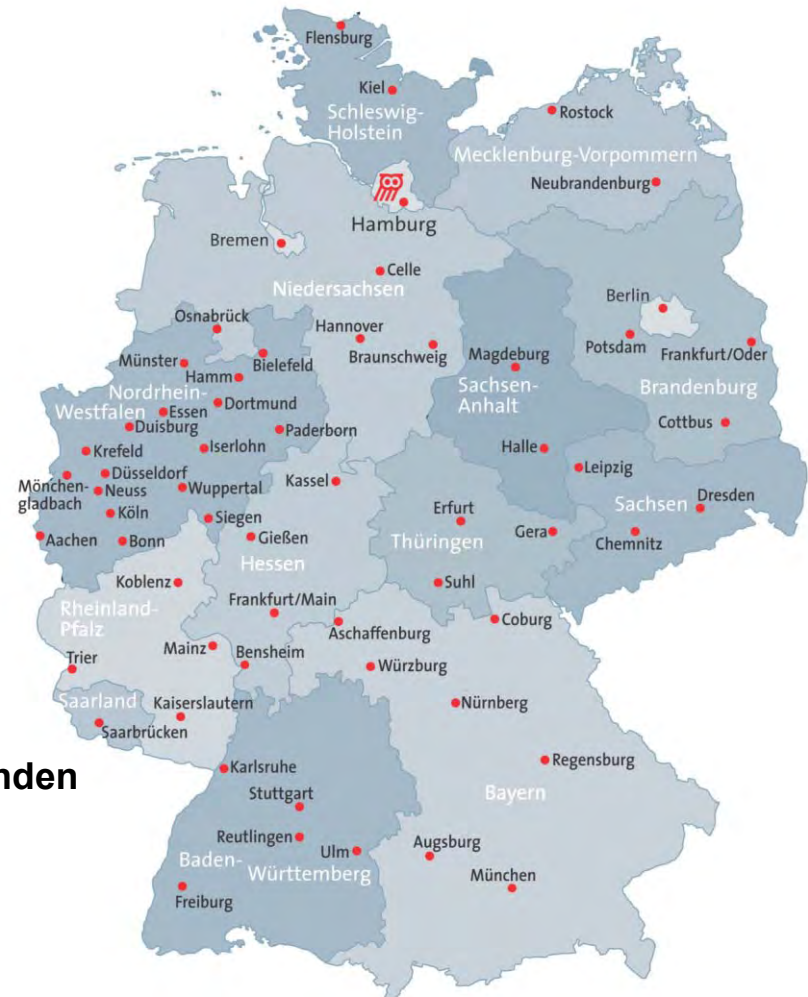 Flensburg
Kiel
Schleswig-
Holstein
Rostock
Mecklenburg-Vorpommern
Neubrandenburg
Hamburg
Bremen
Celle
Niedersachsen
Berlin
Osnabrück
Hannover
Braunschweig
Potsdam
Frankfurt/Oder
Münster
Bielefeld
Magdeburg
Hamm
Nordrhein-
Westfalen
Sachsen-
Anhalt
Brandenburg
Essen
Dortmund
Duisburg
Paderborn
Cottbus
Krefeld
Iserlohn
Halle
Leipzig
Düsseldorf
Mönchen-
gladbach
Neuss
Wuppertal
Kassel
Sachsen
Dresden
Köln
Siegen
Erfurt
Gera
Chemnitz
Aachen
Bonn
Gießen
Thüringen
Hessen
Koblenz
Suhl
Rheinland-
Pfalz
Frankfurt/Main
Aschaffenburg
Coburg
Mainz
Bensheim
Trier
Würzburg
Saarland
Kaiserslautern
Nürnberg
Saarbrücken
Karlsruhe
Regensburg
nden
Stuttgart
Bayern
Reutlingen
Ulm
Augsburg
Baden-
Württemberg
München
Freiburg